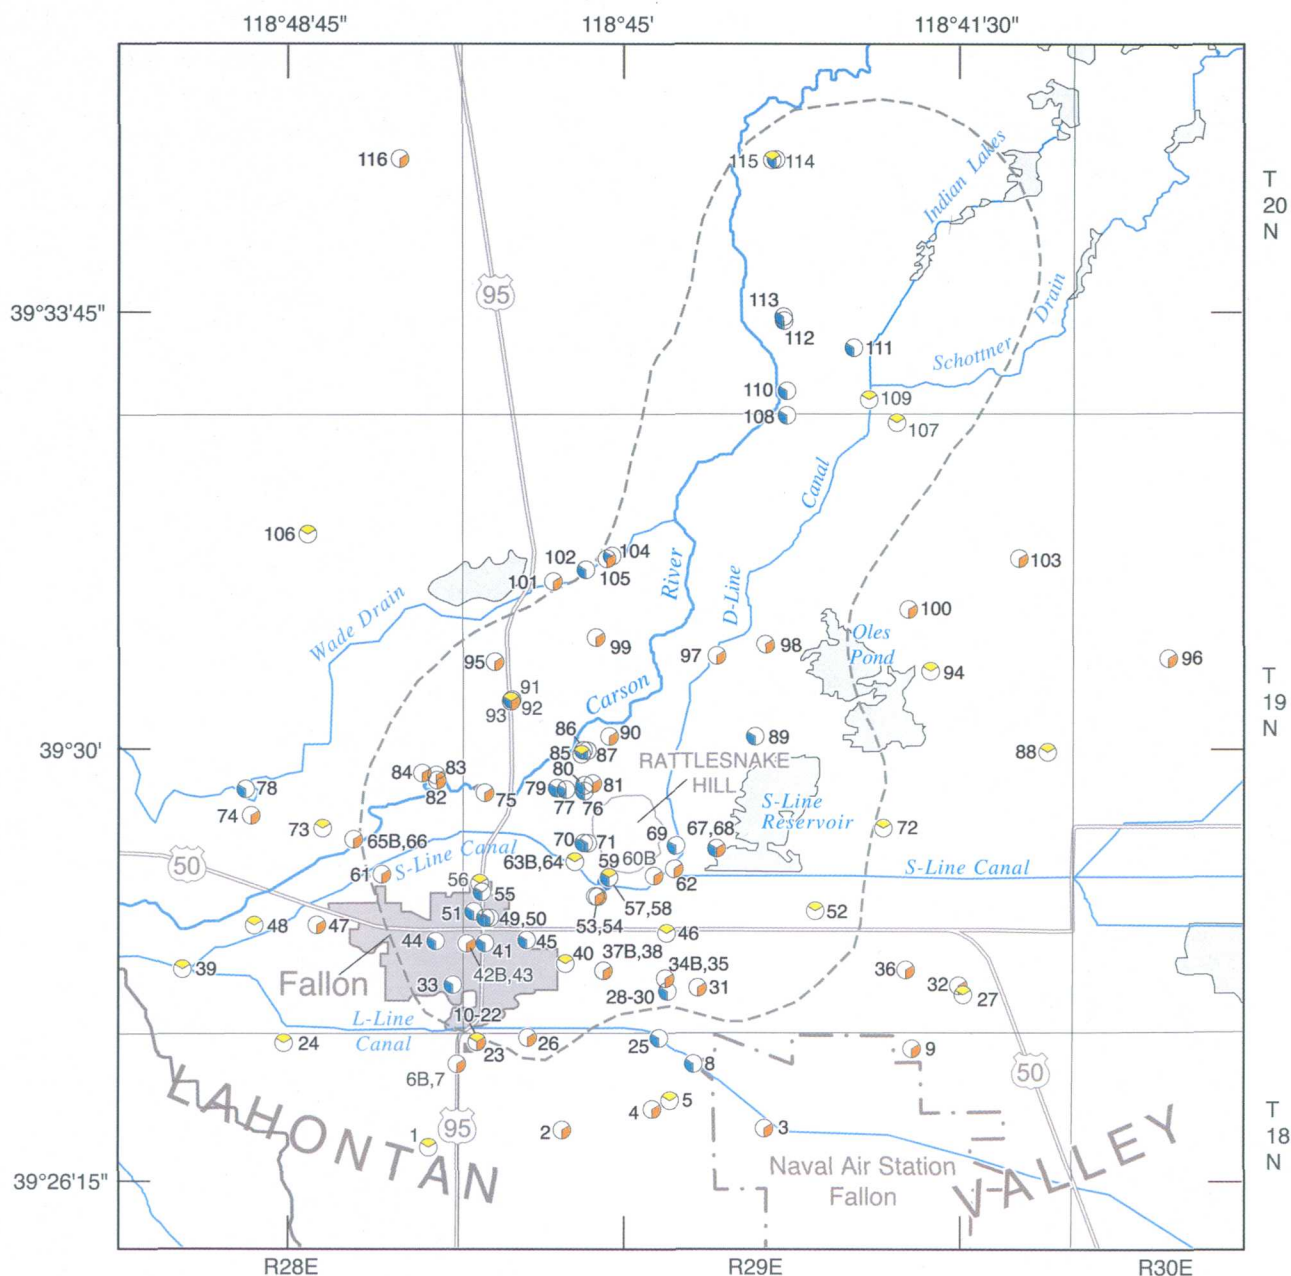 118°48'45"
118°45'
118°41'30"
116
115
114
Indian Lakes
T
20
N
95
39°33'45"
113
112
111
Schottner
Drain
110
109
108
107
Canal
106
102
104
103
101
105
River
D-Line
100
Wade Drain
99
98
Oles
Pond
97
96
95
94
T
19
N
91
93
92
Carson
86
90
89
39°30'
85
87
88
RATTLESNAKE
HILL
84
83
80
81
78
82
75
79
77
76
S-Line
Reservoir
74
73
72
65B,66
70
71
69
67,68
50
S-Line Canal
63B,64
59
60B
S-Line Canal
61
62
56
55
57,58
51
49,50
53,54
52
48
47
46
44
41
45
37B,38
40
34B,35
39
42B,43
36
32
Fallon
33
28-30
31
27
10-22
L-Line
Canal
24
23
26
25
9
6B,7
8
50
LAHONTAN
5
4
1
95
2
3
VALLEY
T
18
N
39°26'15"
Naval Air Station
Fallon
R28E
R29E
R30E